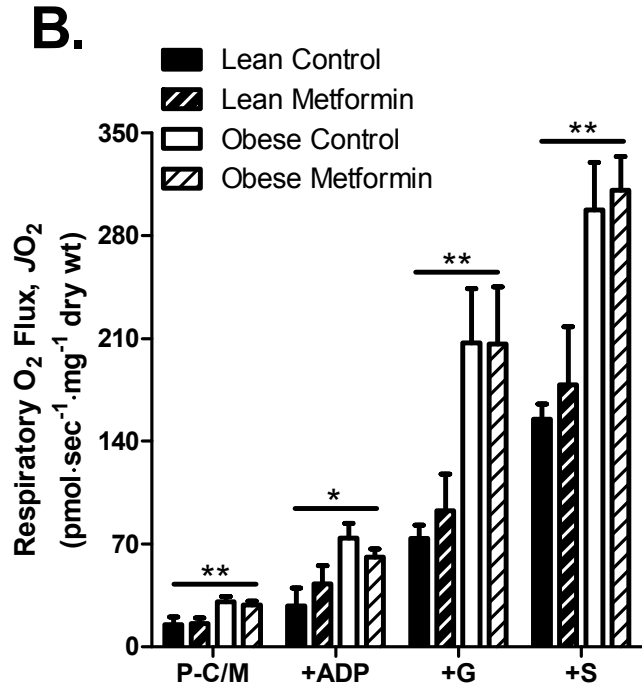 B.
Lean Control
Lean Metformin
Obese Control
Obese Metformin
Respiratory O₂ Flux, JO₂
(pmol·sec⁻¹·mg⁻¹ dry wt)
350
280
210
140
70
0
**
*
**
**
P-C/M
+ADP
+G
+S